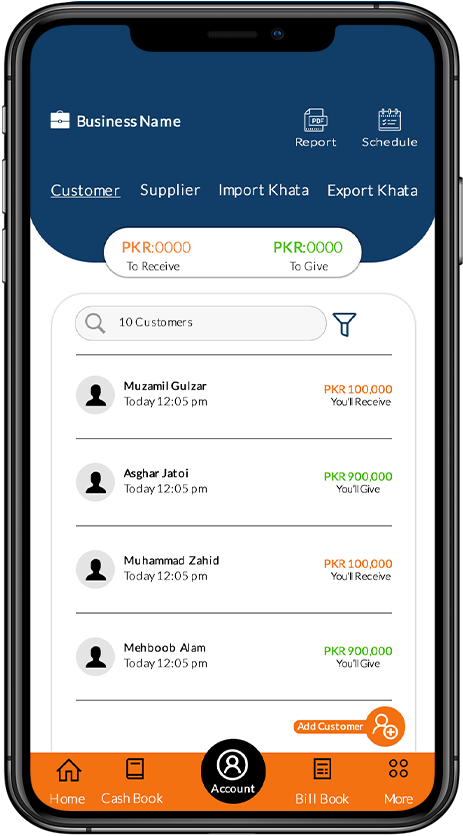 Business Name
PDF
Report
Schedule
Customer Supplier Import Khata Export Khata
PKR:0000 PKR:0000
To Receive To Give
10 Customers
Muzamil Gulzar PKR 100,000
Today 12:05 pm You'll Receive
Asghar Jatoi PKR 900,000
Today 12:05 pm You'll Give
Muhammad Zahid PKR 100,000
Today 12:05 pm You'll Receive
Mehboob Alam PKR 900,000
Today 12:05 pm You'll Give
Add Customer
Home Cash Book Account Bill Book More